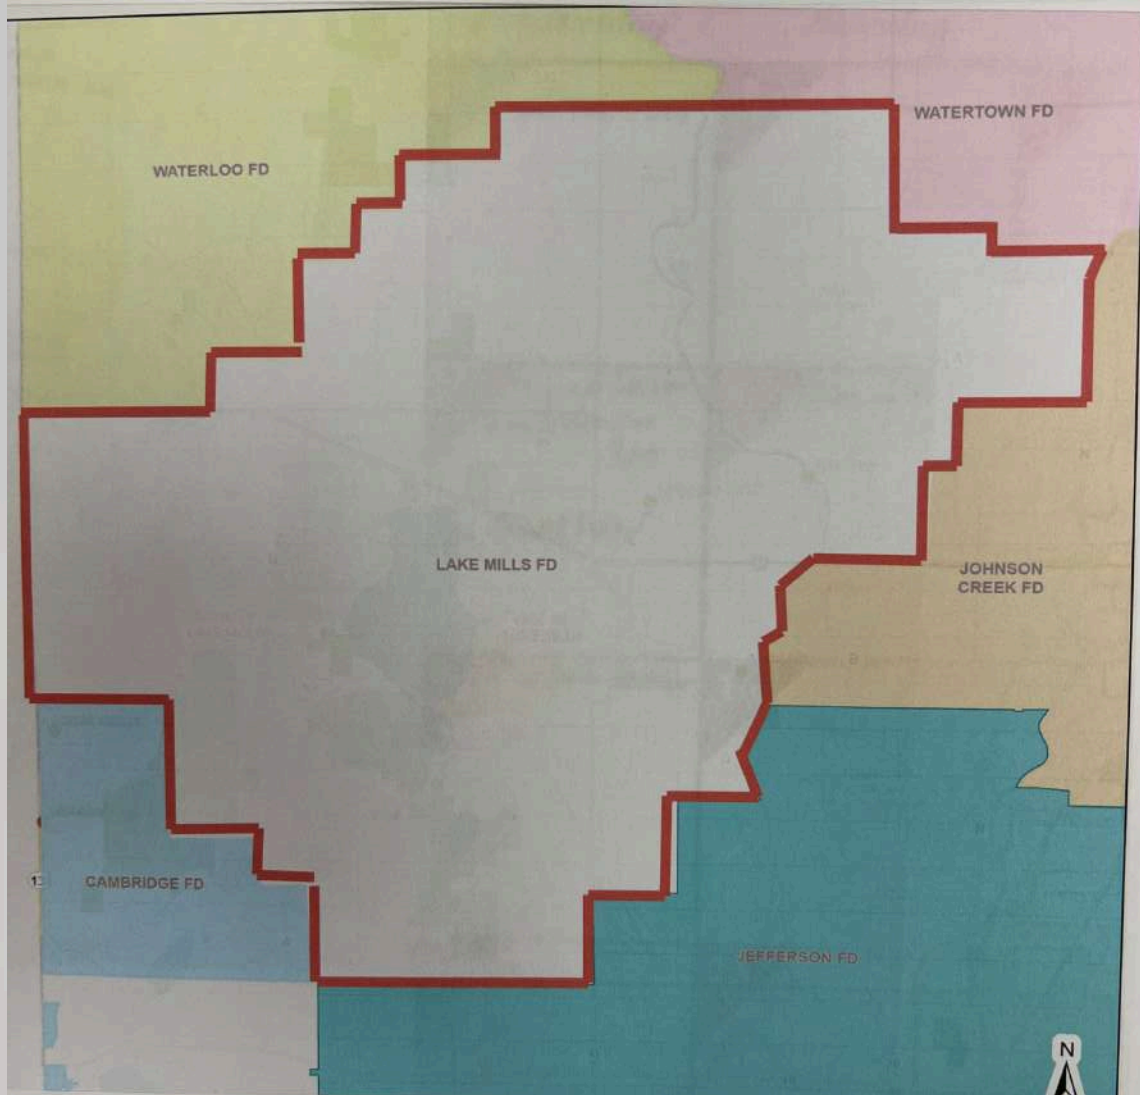 WATERTOWN FD
WATERLOO FD
LAKE MILLS FD
JOHNSON
CREEK FD
CAMBRIDGE FD
JEFFERSON FD
N